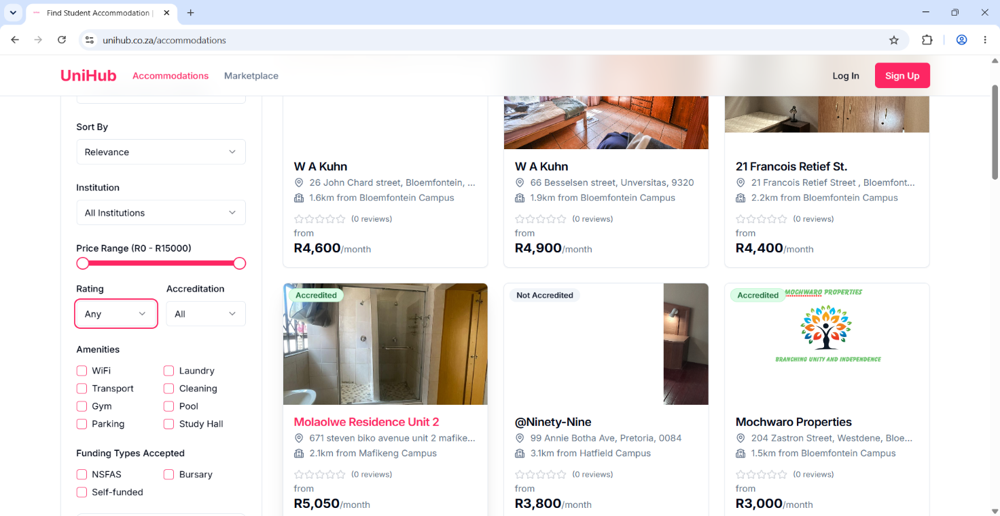 Find Student Accommodation |
unihub.co.za/accommodations
UniHub
Accommodations
Marketplace
Log In
Sign Up
Sort By
Relevance
Institution
All Institutions
Price Range (R0 - R15000)
Rating
Accreditation
Any
All
Amenities
WiFi
Laundry
Transport
Cleaning
Gym
Pool
Parking
Study Hall
Funding Types Accepted
NSFAS
Bursary
Self-funded
W A Kuhn
26 John Chard street, Bloemfontein, ...
1.6km from Bloemfontein Campus
(0 reviews)
from
R4,600/month
W A Kuhn
66 Besselsen street, Unversitas, 9320
1.9km from Bloemfontein Campus
(0 reviews)
from
R4,900/month
21 Francois Retief St.
21 Francois Retief Street , Bloemfont...
2.2km from Bloemfontein Campus
(0 reviews)
from
R4,400/month
Accredited
Molaolwe Residence Unit 2
671 steven biko avenue unit 2 mafike...
2.1km from Mafikeng Campus
(0 reviews)
from
R5,050/month
Not Accredited
@Ninety-Nine
99 Annie Botha Ave, Pretoria, 0084
3.1km from Hatfield Campus
(0 reviews)
from
R3,800/month
Accredited
MOCHWARO PROPERTIES
BRANCHING UNITY AND INDEPENDENCE
Mochwaro Properties
204 Zastron Street, Westdene, Bloe...
1.5km from Bloemfontein Campus
(0 reviews)
from
R3,000/month